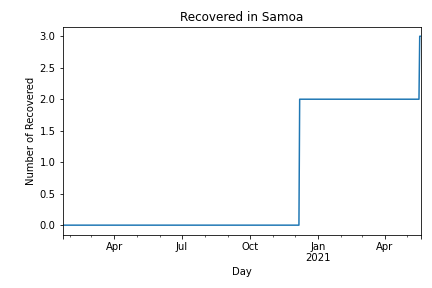 Recovered in Samoa
Number of Recovered
3.0
2.5
2.0
1.5
1.0
0.5
0.0
Apr
Jul
Oct
Jan
2021
Apr
Day